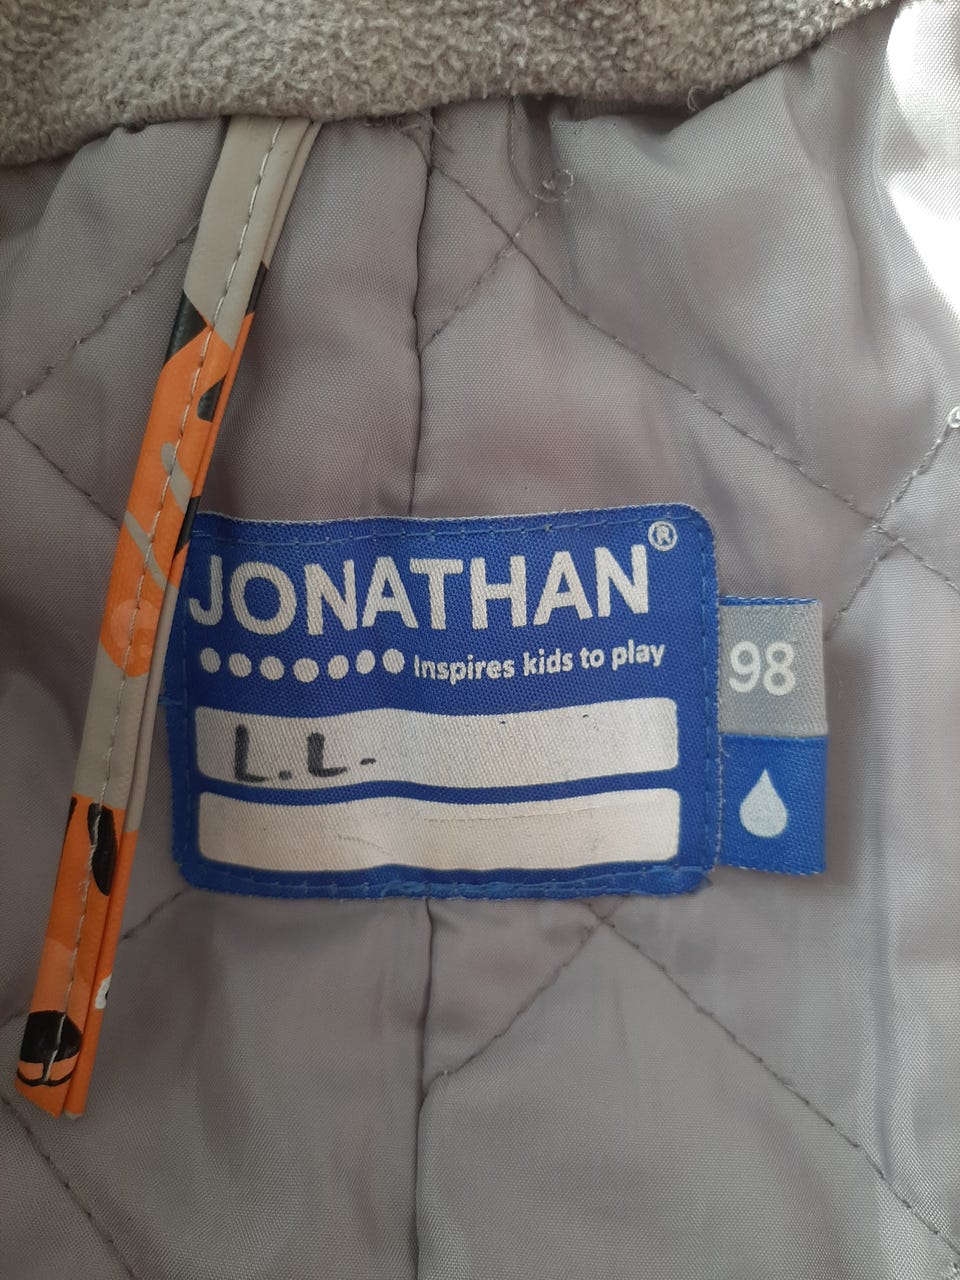 JONATHAN®
Inspires kids to play
98
L.L.